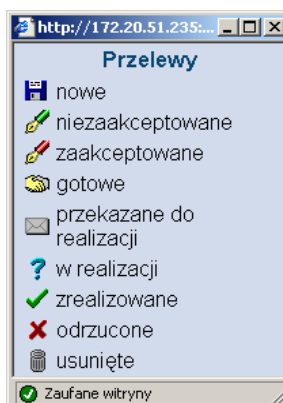 http://172.20.51.235:...
Przelewy
nowe
niezaakceptowane
zaakceptowane
gotowe
przekazane do
realizacji
w realizacji
zrealizowane
odrzucone
usunięte
Zaufane witryny